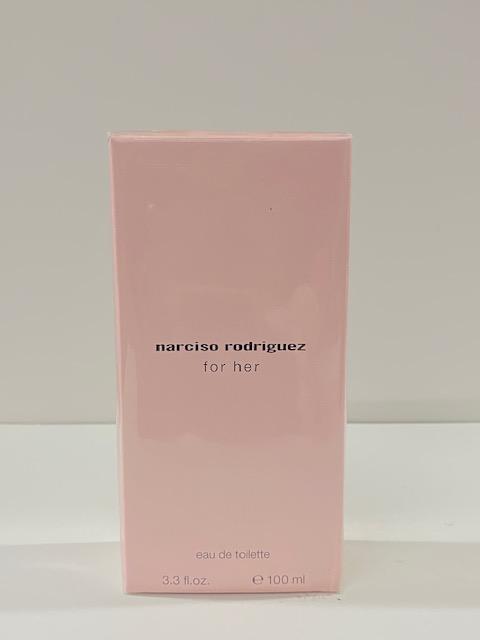 narciso rodriguez
for her
eau de toilette
3.3 fl.oz. ℮ 100 ml